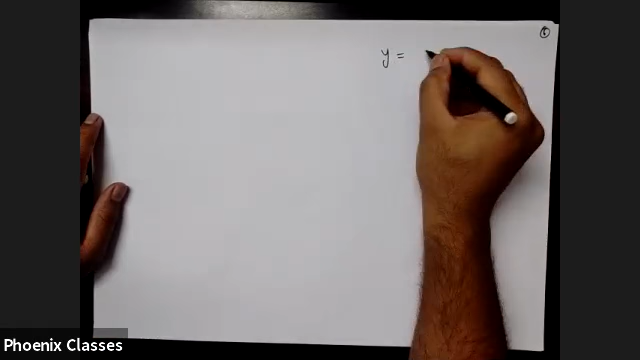 ①
y =
Phoenix Classes